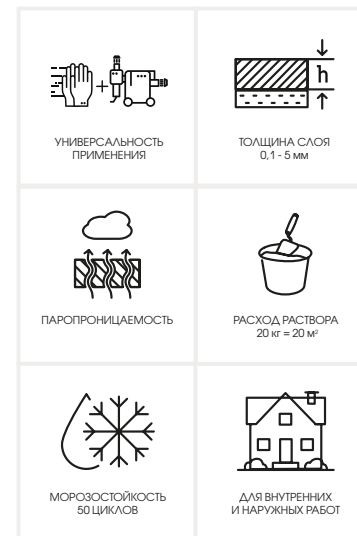 +
h
УНИВЕРСАЛЬНОСТЬ
ПРИМЕНЕНИЯ
ТОЛЩИНА СЛОЯ
0,1 - 5 мм
ПАРОПРОНИЦАЕМОСТЬ
РАСХОД РАСТВОРА
20 кг = 20 м²
МОРОЗОСТОЙКОСТЬ
50 ЦИКЛОВ
ДЛЯ ВНУТРЕННИХ
И НАРУЖНЫХ РАБОТ